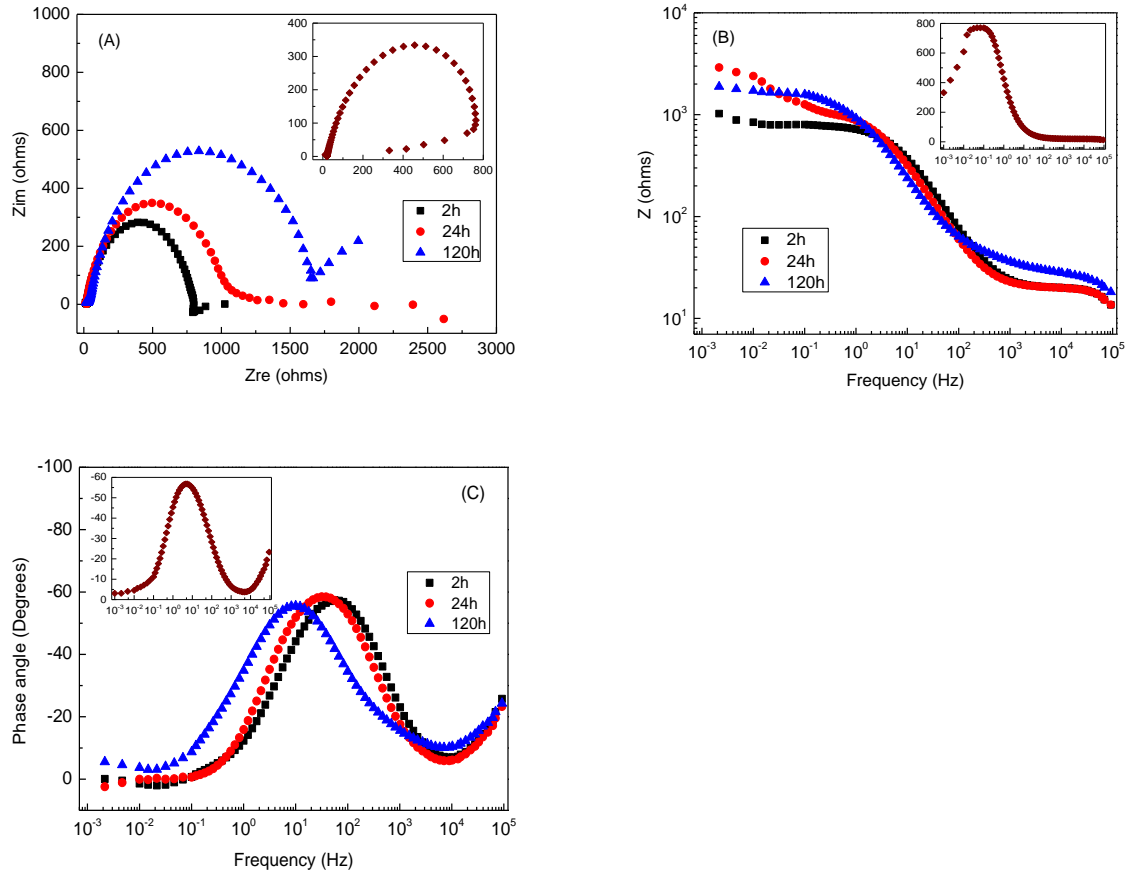 (A)
Zim (ohms)
1000
800
600
400
200
0
0 500 1000 1500 2000 2500 3000
Zre (ohms)
400
300
200
100
0
0 200 400 600 800
2h
24h
120h
(B)
Z (ohms)
10⁴
10³
10²
10¹
10⁻³ 10⁻² 10⁻¹ 10⁰ 10¹ 10² 10³ 10⁴ 10⁵
Frequency (Hz)
800
600
400
200
0
10⁻³ 10⁻² 10⁻¹ 10⁰ 10¹ 10² 10³ 10⁴ 10⁵
2h
24h
120h
(C)
Phase angle (Degrees)
-100
-80
-60
-40
-20
0
10⁻³ 10⁻² 10⁻¹ 10⁰ 10¹ 10² 10³ 10⁴ 10⁵
Frequency (Hz)
-60
-50
-40
-30
-20
-10
0
10⁻³ 10⁻² 10⁻¹ 10⁰ 10¹ 10² 10³ 10⁴ 10⁵
2h
24h
120h